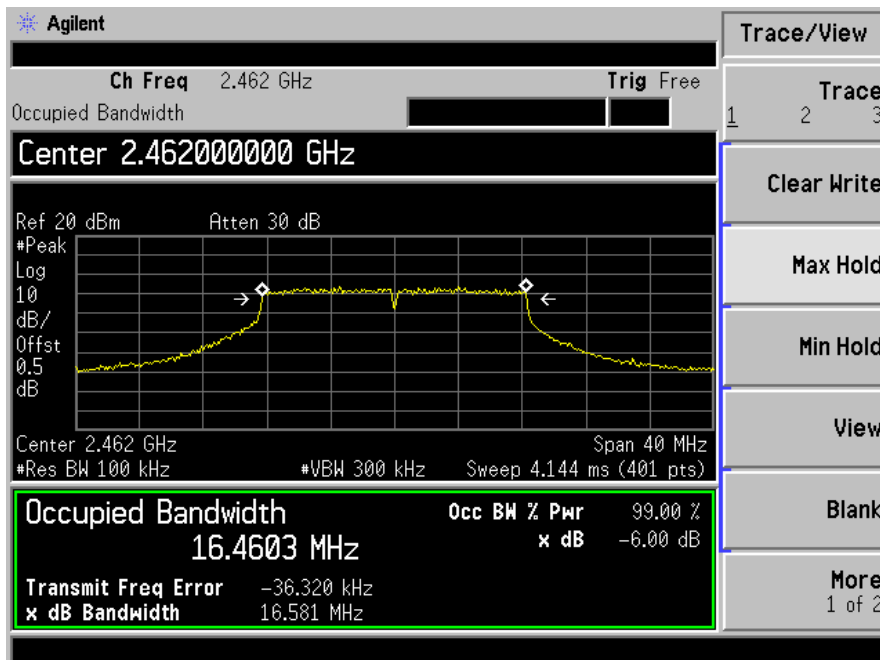 Agilent
Trace/View
Ch Freq 2.462 GHz Trig Free
Occupied Bandwidth
Trace
1 2 3
Center 2.462000000 GHz
Clear Write
Ref 20 dBm Atten 30 dB
#Peak
Log
10
dB/
Offst
0.5
dB
Max Hold
Min Hold
Center 2.462 GHz Span 40 MHz
#Res BW 100 kHz #VBW 300 kHz Sweep 4.144 ms (401 pts)
View
Occupied Bandwidth Occ BW % Pwr 99.00 %
16.4603 MHz x dB -6.00 dB
Blank
Transmit Freq Error -36.320 kHz
x dB Bandwidth 16.581 MHz
More
1 of 2